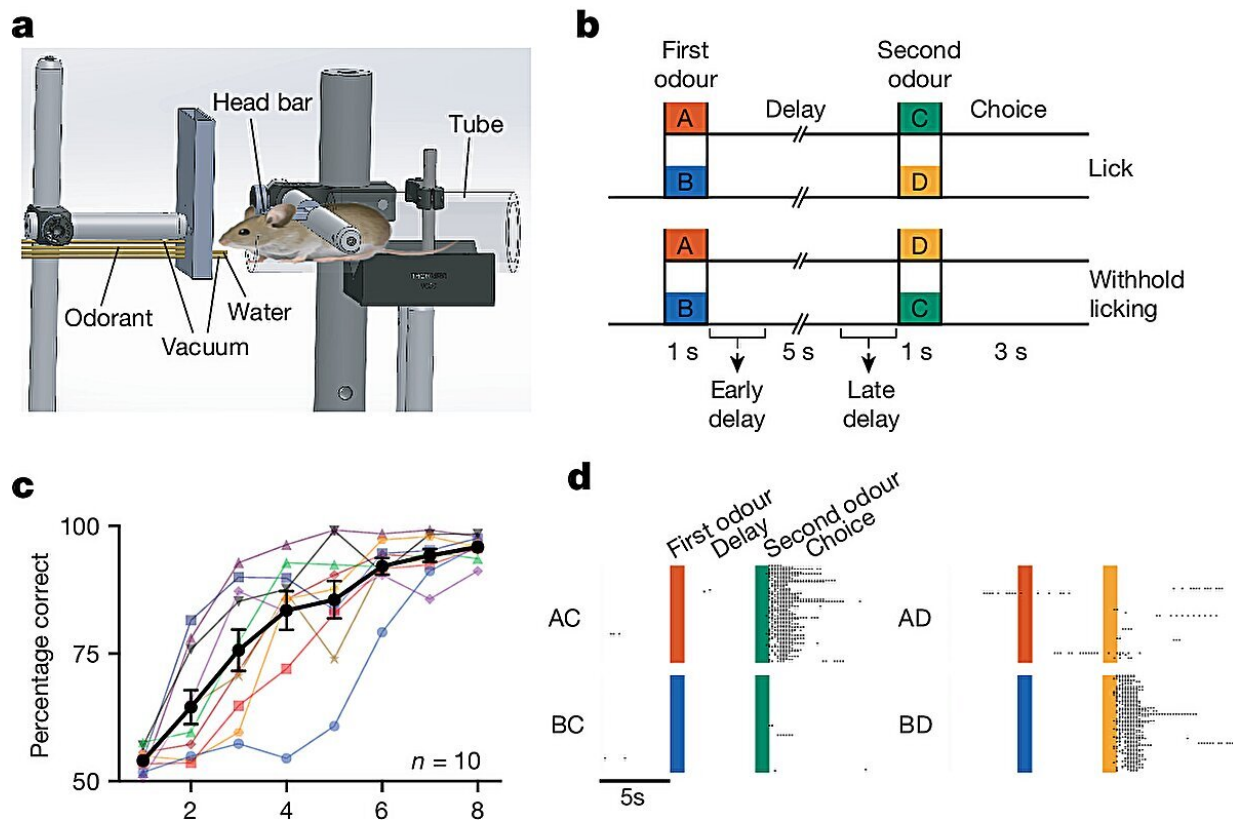 a
Head bar
Tube
Odorant
Vacuum
Water
b
First
odour
Second
odour
A
Delay
C
Choice
Lick
B
D
A
D
Withhold
licking
B
C
1 s
5 s
1 s
3 s
Early
delay
Late
delay
c
Percentage correct
100
75
50
2
4
6
8
n = 10
d
First odour
Delay
Second odour
Choice
AC
AD
BC
BD
5s